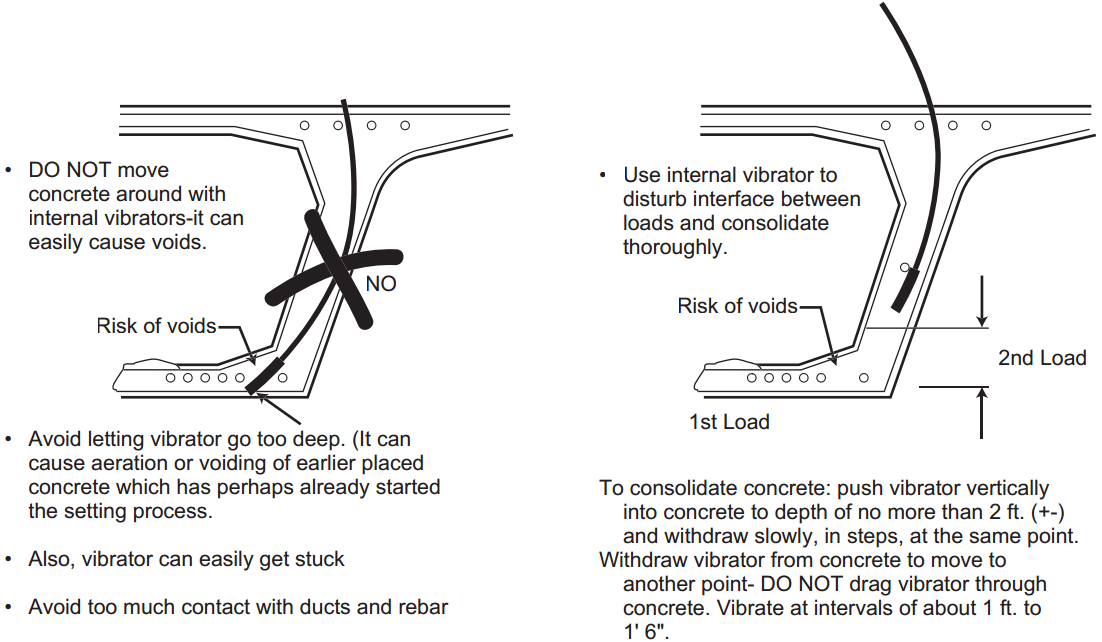 • DO NOT move
concrete around with
internal vibrators-it can
easily cause voids.
NO
Risk of voids
• Avoid letting vibrator go too deep. (It can
cause aeration or voiding of earlier placed
concrete which has perhaps already started
the setting process.
• Also, vibrator can easily get stuck
• Avoid too much contact with ducts and rebar
• Use internal vibrator to
disturb interface between
loads and consolidate
thoroughly.
Risk of voids
2nd Load
1st Load
To consolidate concrete: push vibrator vertically
into concrete to depth of no more than 2 ft. (+-)
and withdraw slowly, in steps, at the same point.
Withdraw vibrator from concrete to move to
another point- DO NOT drag vibrator through
concrete. Vibrate at intervals of about 1 ft. to
1' 6".